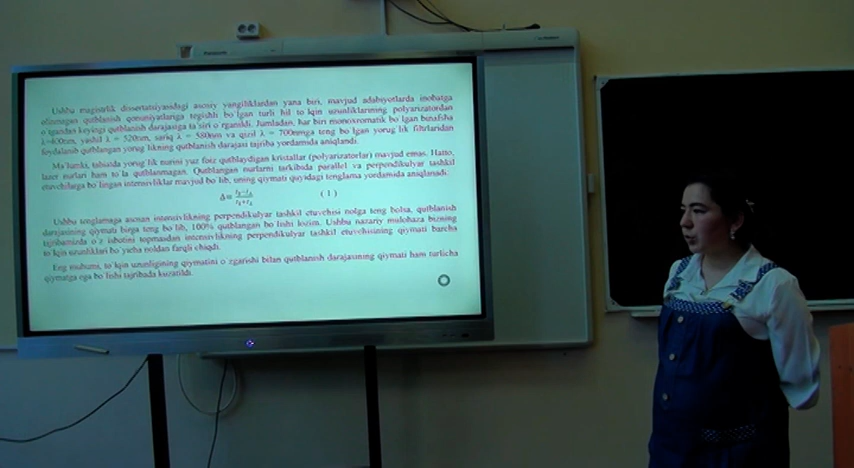 Panasonic
Ushbu magistrlik dissertatsiyandagi asosiy yangiliklardan yana biri, mavjud adabiyotlarda inobatga
olinmagan qutblanish qonuniyatlariga tegishli bo`lgan turli hil to`lqin uzunliklarining polyarizatordan
o`tgandan keyingi qutblanish darajasiga ta`siri o`rganildi. Jumladan, har biri monoxromatik bo`lgan binafsha
λ=400nm, yashil λ = 520nm, sariq λ = 580nm va qizil λ = 700nmga teng bo`lgan yorug`lik filtrlaridan
foydalanib qutblangan yorug`likning qutblanish darajasi tajriba yordamida aniqlandi.
Ma`lumki, tabiatda yorug`lik nurini yuz foiz qutblaydigan kristallar (polyarizatorlar) mavjud emas. Hatto,
lazer nurlari ham to`la qutblanmagan. Qutblangan nurlarni tarkibida parallel va perpendikulyar tashkil
etuvchilarga bo`lingan intensivliklar mavjud bo`lib, uning qiymati quyidagi tenglama yordamida aniqlanadi.
Δ= (1)
Ushbu tenglamaga asosan intensivlikning perpendikulyar tashkil etuvchisi nolga teng bolsa, qutblanish
darajasining qiymati birga teng bo`lib, 100% qutblangan bo`lishi lozim. Ushbu nazariy mulohaza bizning
tajribamizda o`z isbotini topmasdan intensivlikning perpendikulyar tashkil etuvchisining qiymati barcha
to`lqin uzunliklari bo`yicha noldan farqli chiqdi.
Eng muhimi, to`lqin uzunligining qiymatini o`zgarishi bilan qutblanish darajasining qiymati ham turlicha
qiymatga ega bo`lishi tajribada kuzatildi.